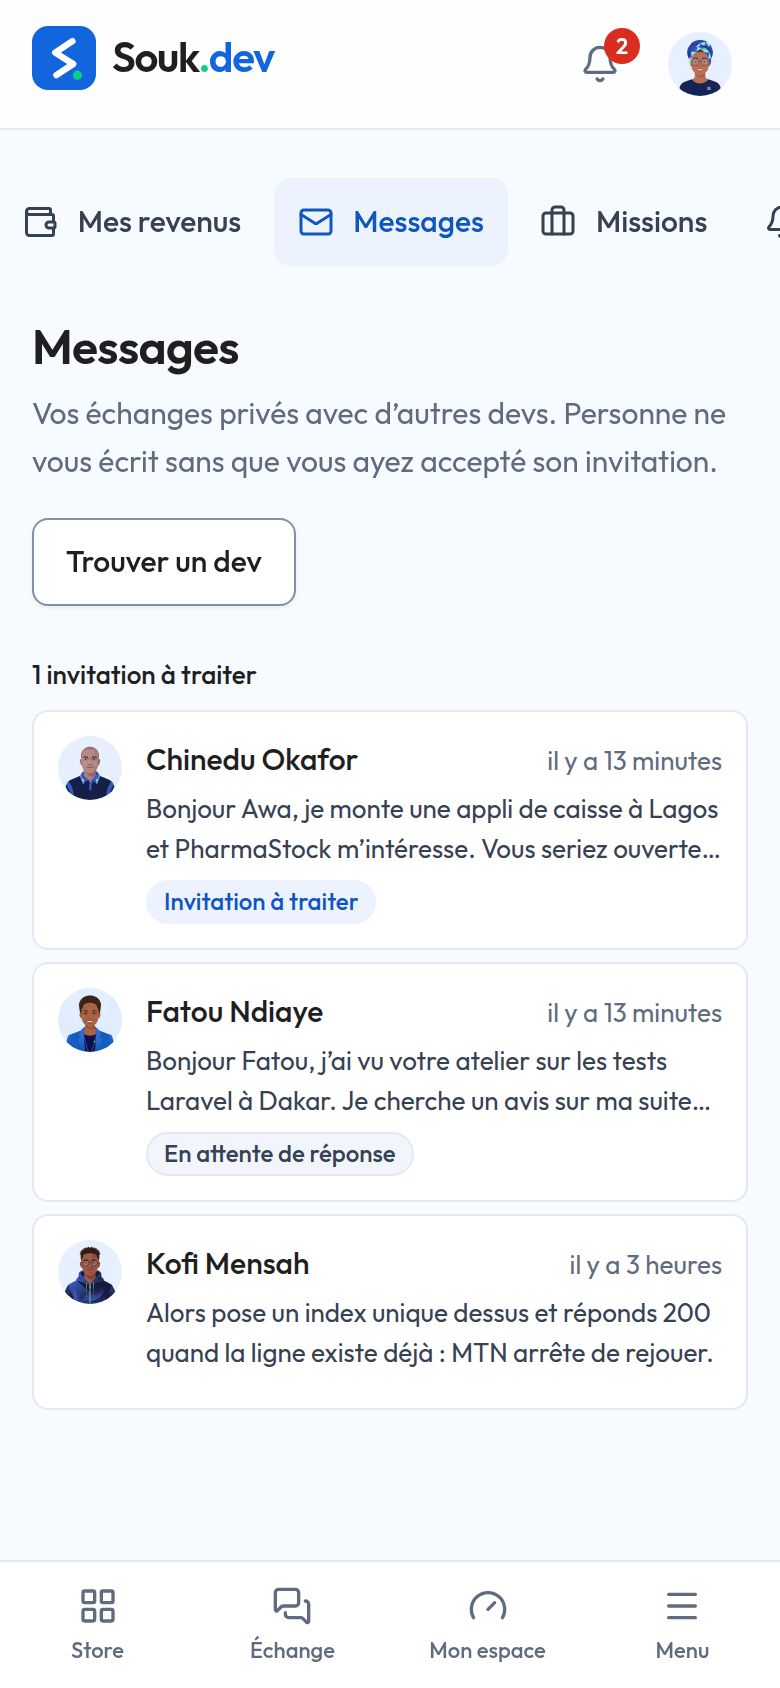 Souk.dev
2
Mes revenus
Messages
Missions
Messages
Vos échanges privés avec d’autres devs. Personne ne
vous écrit sans que vous ayez accepté son invitation.
Trouver un dev
1 invitation à traiter
Chinedu Okafor
il y a 13 minutes
Bonjour Awa, je monte une appli de caisse à Lagos
et PharmaStock m’intéresse. Vous seriez ouverte…
Invitation à traiter
Fatou Ndiaye
il y a 13 minutes
Bonjour Fatou, j’ai vu votre atelier sur les tests
Laravel à Dakar. Je cherche un avis sur ma suite…
En attente de réponse
Kofi Mensah
il y a 3 heures
Alors pose un index unique dessus et réponds 200
quand la ligne existe déjà : MTN arrête de rejouer.
Store
Échange
Mon espace
Menu